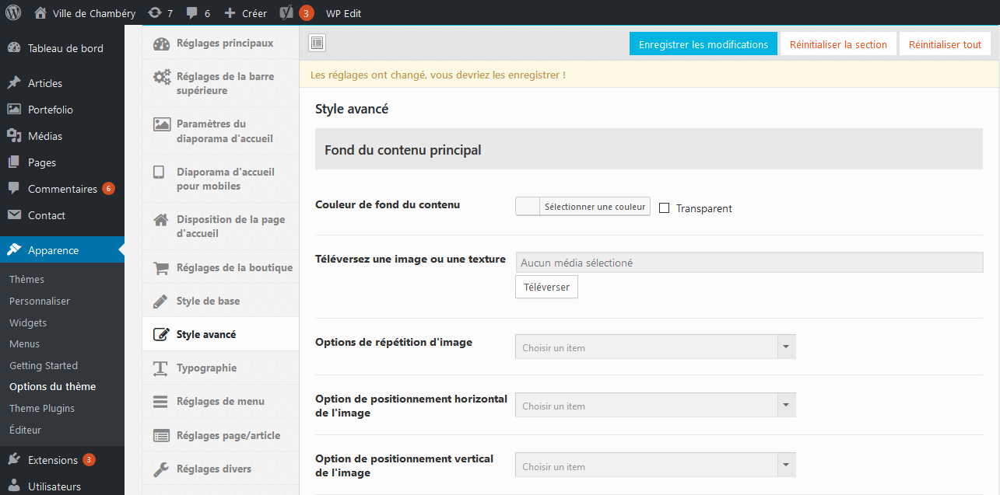 Ville de Chambéry 7 6 Créer 3 WP Edit
Tableau de bord
Articles
Portefolio
Médias
Pages
Commentaires 6
Contact
Apparence
Thèmes
Personnaliser
Widgets
Menus
Getting Started
Options du thème
Theme Plugins
Éditeur
Extensions 3
Utilisateurs
Réglages principaux
Réglages de la barre
supérieure
Paramètres du
diaporama d'accueil
Diaporama d'accueil
pour mobiles
Disposition de la page
d'accueil
Réglages de la boutique
Style de base
Style avancé
Typographie
Réglages de menu
Réglages page/article
Réglages divers
Enregistrer les modifications Réinitialiser la section Réinitialiser tout
Les réglages ont changé, vous devriez les enregistrer !
Style avancé
Fond du contenu principal
Couleur de fond du contenu Sélectionner une couleur Transparent
Téléversez une image ou une texture Aucun média sélectioné
Téléverser
Options de répétition d'image Choisir un item
Option de positionnement horizontal
de l'image
Choisir un item
Option de positionnement vertical
de l'image
Choisir un item